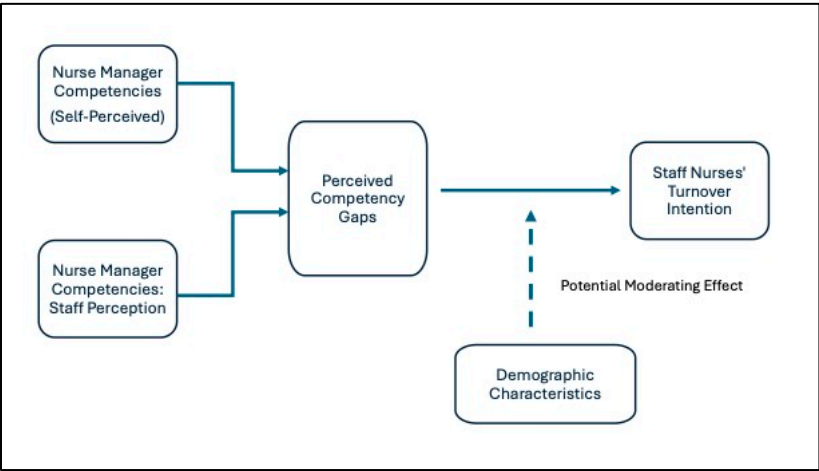 Nurse Manager
Competencies
(Self-Perceived)
Perceived
Competency
Gaps
Staff Nurses'
Turnover
Intention
Nurse Manager
Competencies:
Staff Perception
Potential Moderating Effect
Demographic
Characteristics